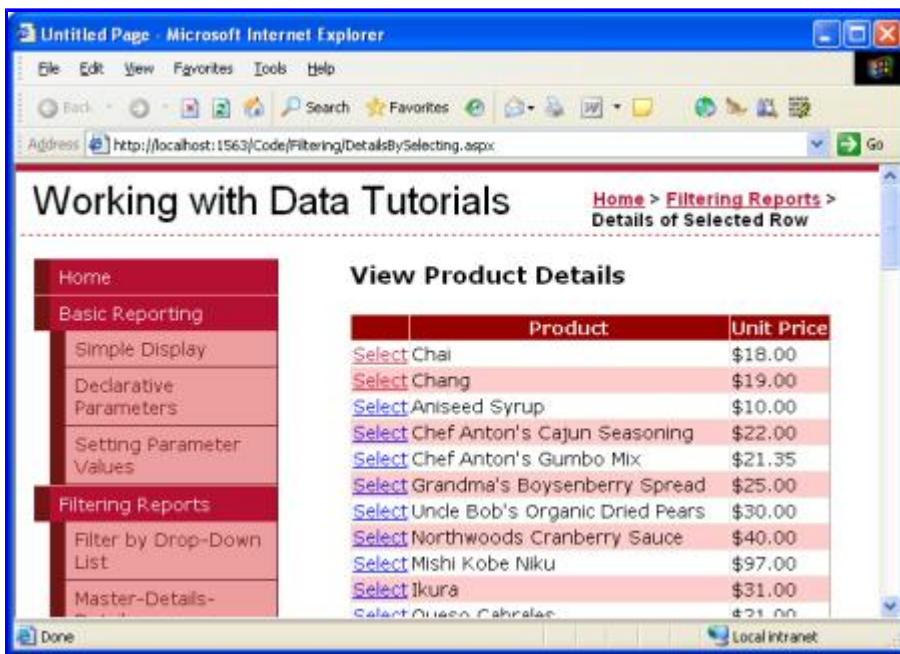 Untitled Page - Microsoft Internet Explorer
File Edit View Favorites Tools Help
Back Search Favorites
Address http://localhost:1563/Code/Filtering/DetailsBySelecting.aspx Go
Working with Data Tutorials
Home > Filtering Reports >
Details of Selected Row
Home
Basic Reporting
Simple Display
Declarative
Parameters
Setting Parameter
Values
Filtering Reports
Filter by Drop-Down
List
Master-Details-
View Product Details
Product Unit Price
Select Chai $18.00
Select Chang $19.00
Select Aniseed Syrup $10.00
Select Chef Anton's Cajun Seasoning $22.00
Select Chef Anton's Gumbo Mix $21.35
Select Grandma's Boysenberry Spread $25.00
Select Uncle Bob's Organic Dried Pears $30.00
Select Northwoods Cranberry Sauce $40.00
Select Mishi Kobe Niku $97.00
Select Ikura $31.00
Select Queso Cabrales $21.00
Done Local intranet